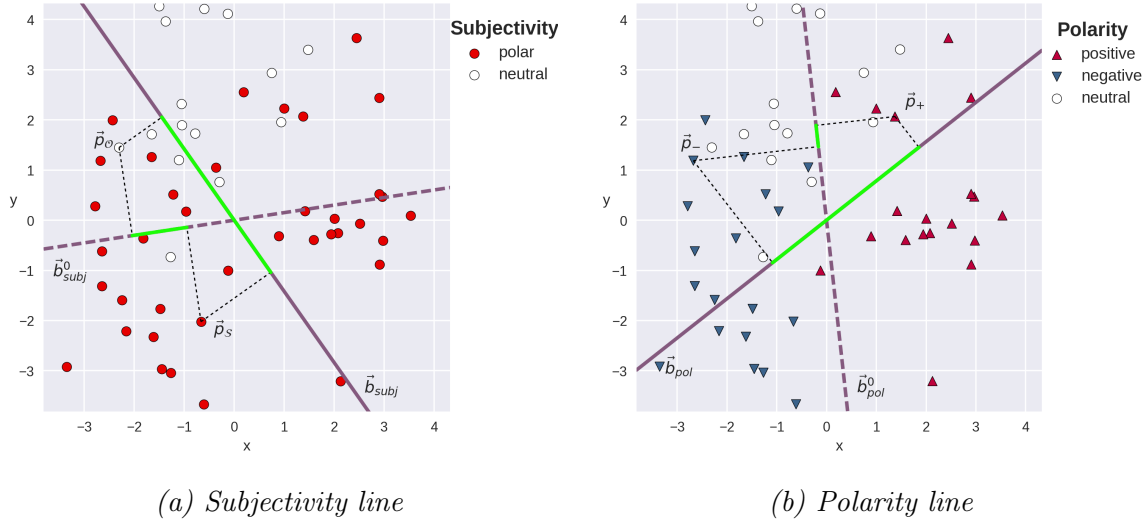 Subjectivity
polar
neutral
y
4
3
2
1
0
−1
−2
−3
−3 −2 −1 0 1 2 3 4
x
p⃗_𝒪
b⃗⁰_subj
p⃗_𝒮
b⃗_subj
(a) Subjectivity line
Polarity
positive
negative
neutral
y
4
3
2
1
0
−1
−2
−3
−3 −2 −1 0 1 2 3 4
x
p⃗₊
p⃗₋
b⃗_pol
b⃗⁰_pol
(b) Polarity line